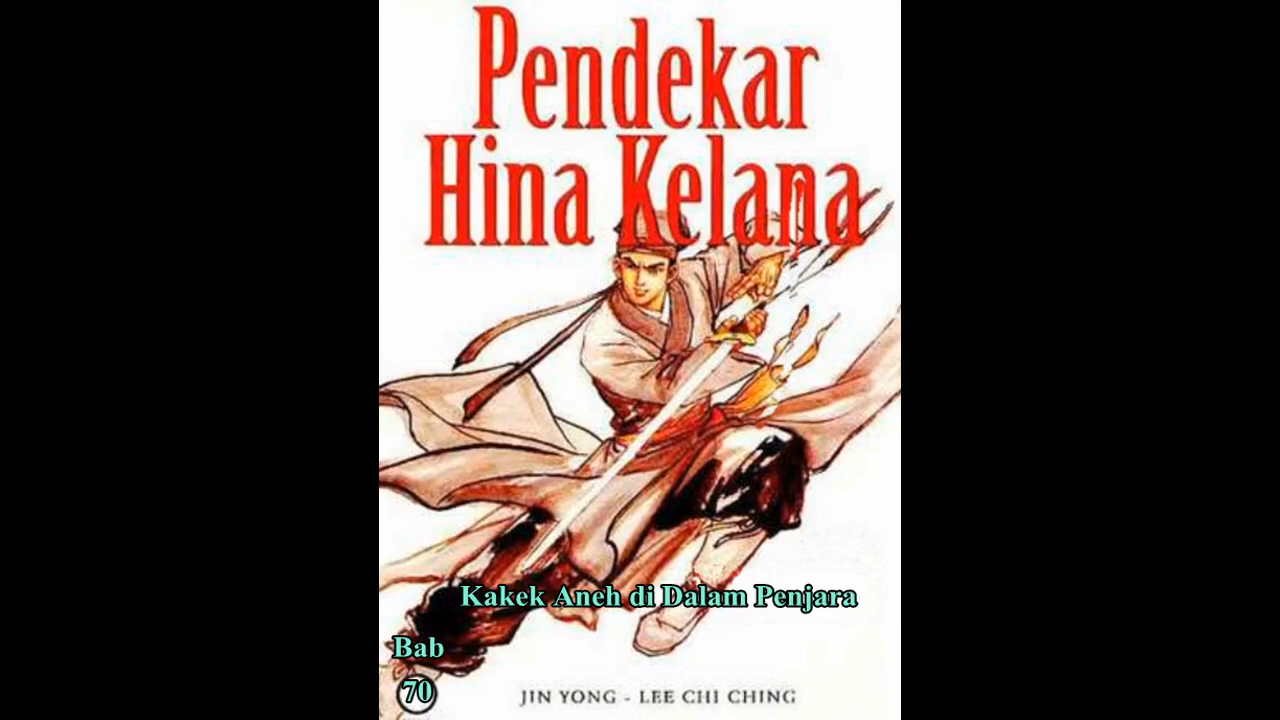 Pendekar
Hina Kelana
Kakek Aneh di Dalam Penjara
Bab
70
JIN YONG - LEE CHI CHING